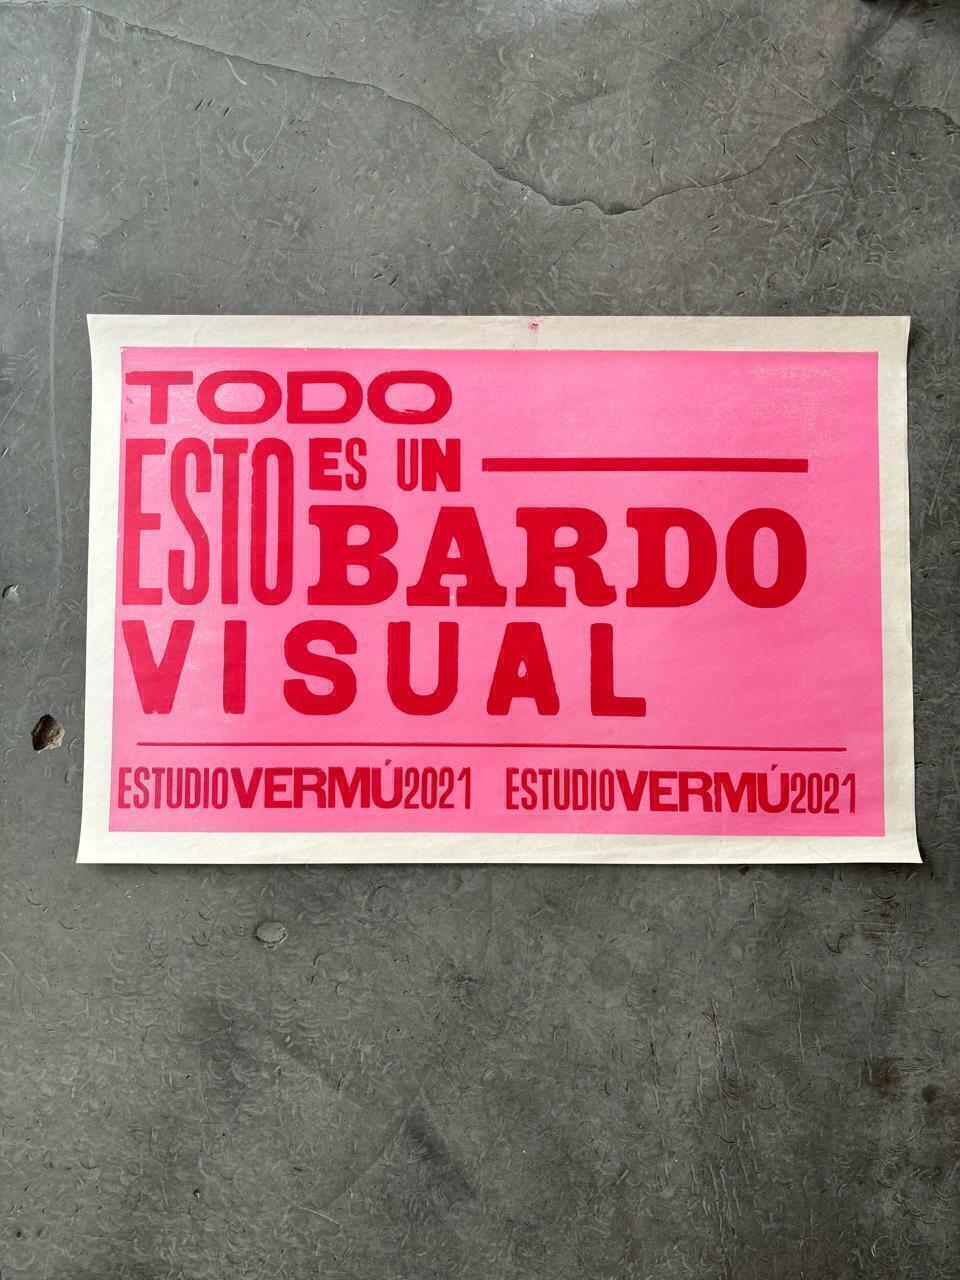 TODO
ESTO ES UN
BARDO
VISUAL
ESTUDIOVERMÚ2021 ESTUDIOVERMÚ2021